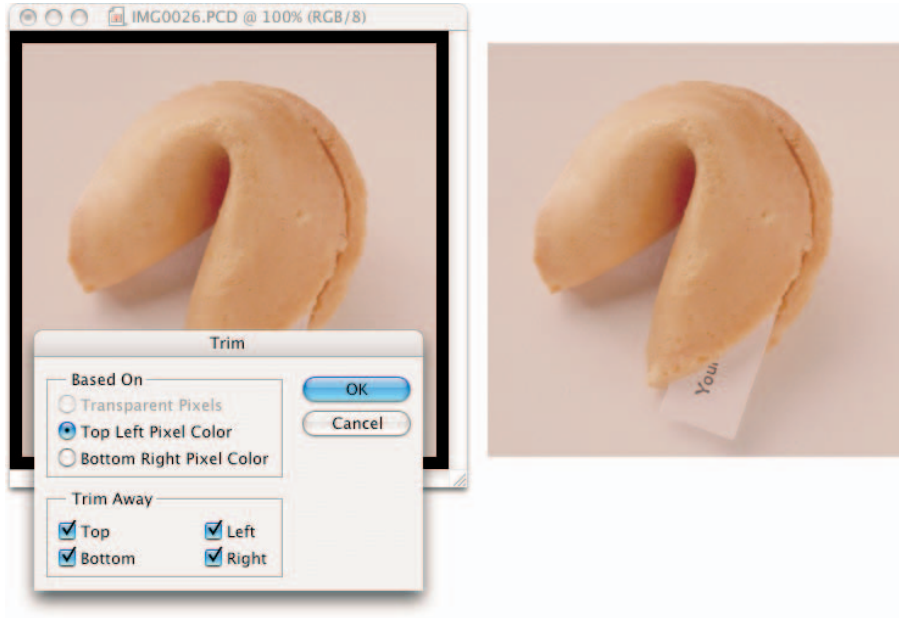 IMG0026.PCD @ 100% (RGB/8)
Trim
Based On
Transparent Pixels
Top Left Pixel Color
Bottom Right Pixel Color
OK
Cancel
Trim Away
Top
Left
Bottom
Right
Your